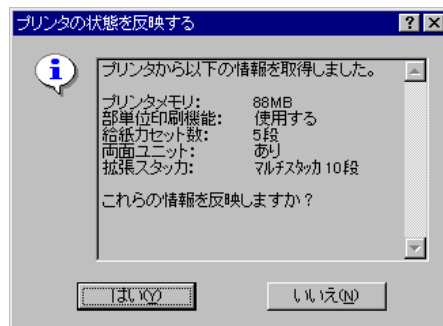 プリンタの状態を反映する
プリンタから以下の情報を取得しました。
プリンタメモリ: 88MB
部単位印刷機能: 使用する
給紙カセット数: 5段
両面ユニット: あり
拡張スタッカ: マルチスタッカ 10段
これらの情報を反映しますか？
はい(Y) いいえ(N)